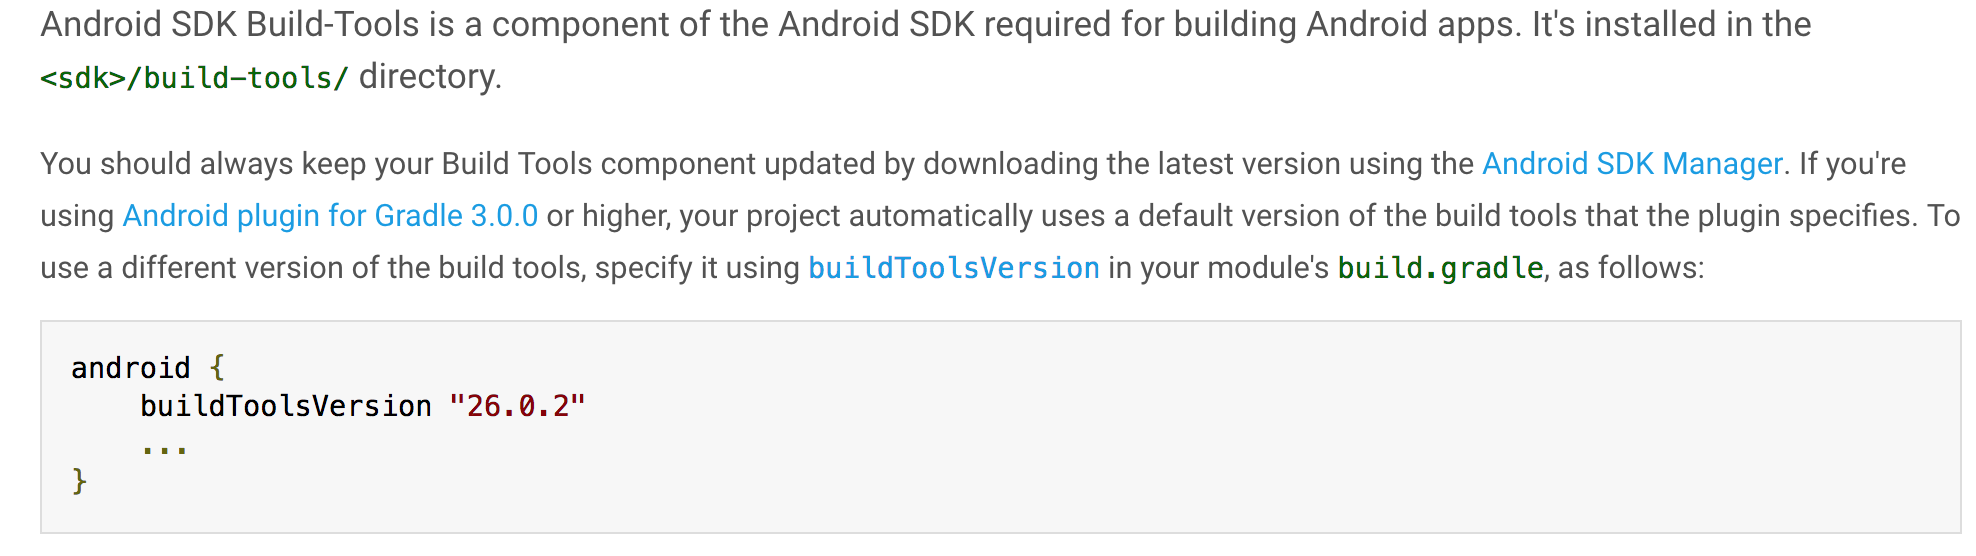 Android SDK Build-Tools is a component of the Android SDK required for building Android apps. It's installed in the
<sdk>/build-tools/ directory.
You should always keep your Build Tools component updated by downloading the latest version using the Android SDK Manager. If you're
using Android plugin for Gradle 3.0.0 or higher, your project automatically uses a default version of the build tools that the plugin specifies. To
use a different version of the build tools, specify it using buildToolsVersion in your module's build.gradle, as follows:
android {
    buildToolsVersion "26.0.2"
    ...
}